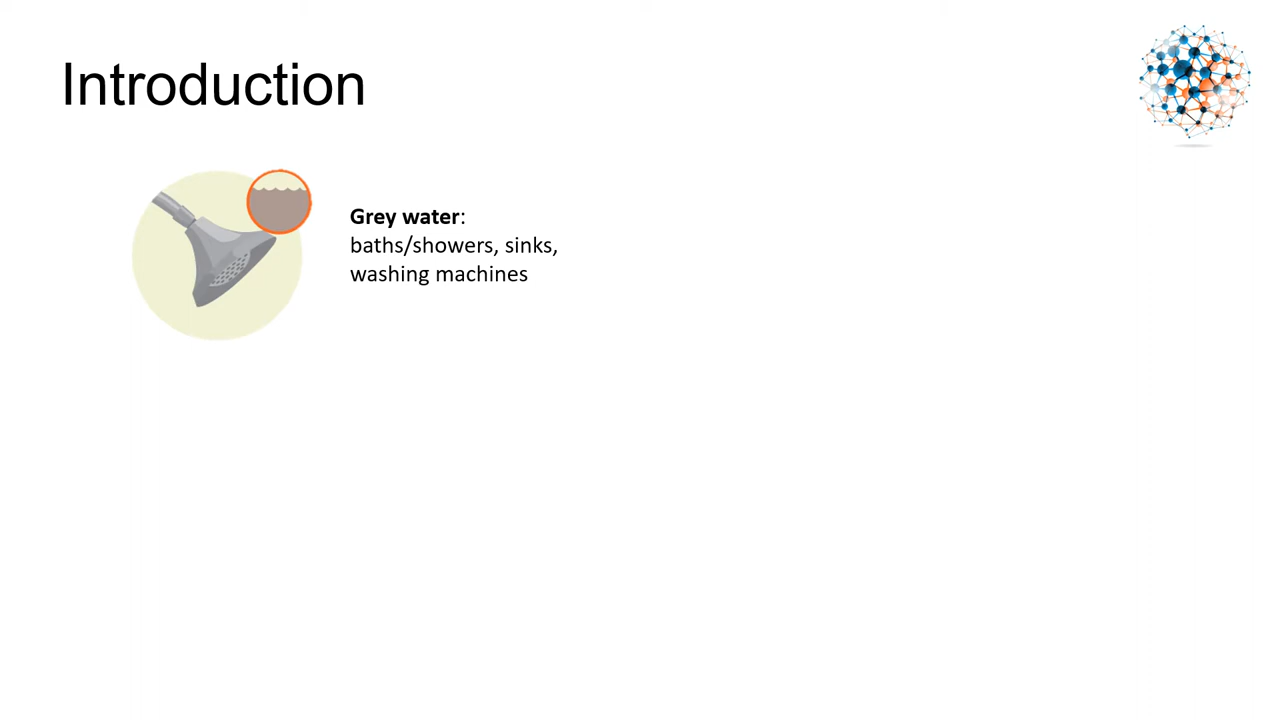 Introduction
Grey water:
baths/showers, sinks,
washing machines